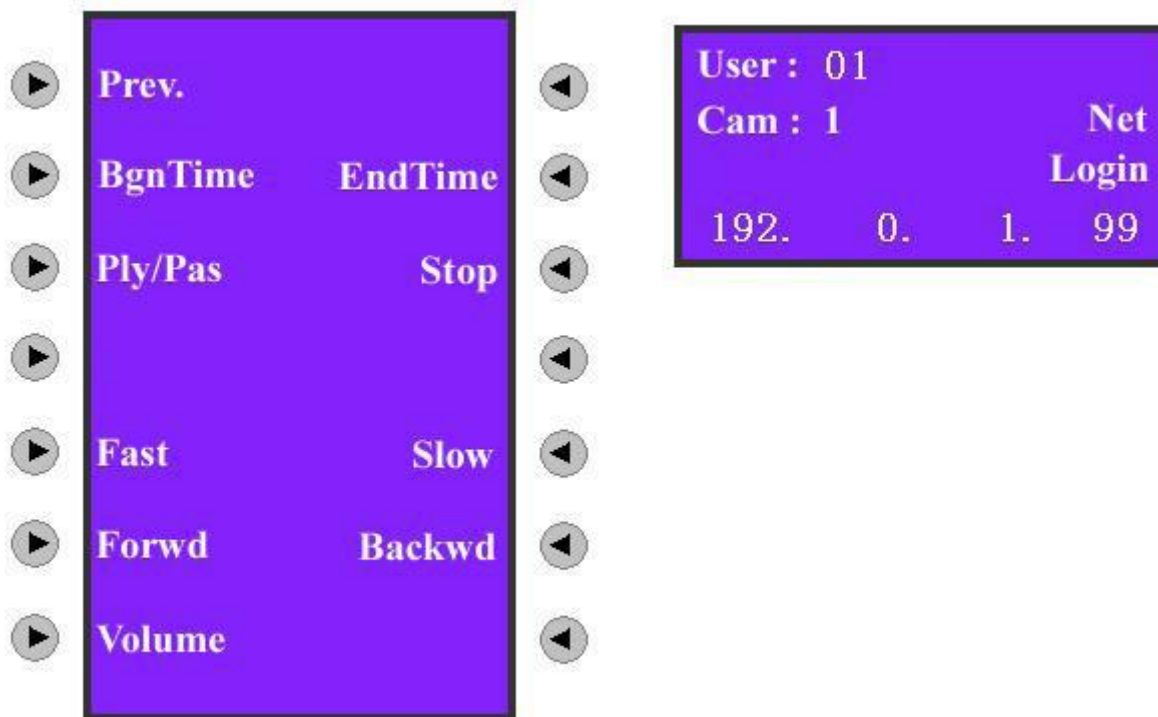 Prev.
BgnTime EndTime
Ply/Pas Stop
Fast Slow
Forwd Backwd
Volume
User : 01
Cam : 1 Net
Login
192. 0. 1. 99